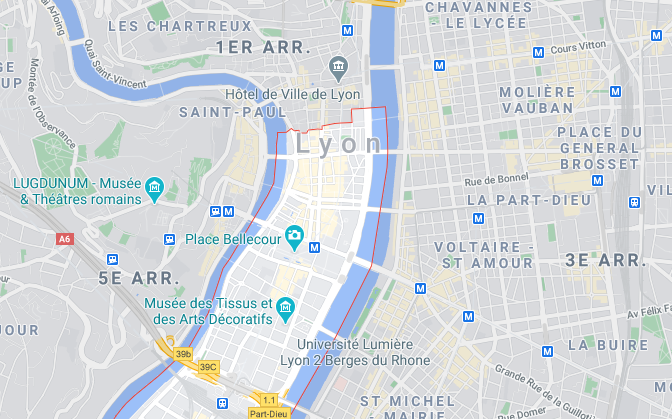 CHAVANNES
- LE LYCÉE
LES CHARTREUX
1ER ARR.
Quai Saint-Vincent
Cours Vitton
Hôtel de Ville de Lyon
MOLIÈRE
VAUBAN
Montée de l'Observance
SAINT-PAUL
PLACE DU
GENERAL
BROSSET
Lyon
LUGDUNUM - Musée
& Théâtres romains
Rue de Bonnel
LA PART-DIEU
A6
Place Bellecour
VOLTAIRE -
ST AMOUR
3E ARR.
5E ARR.
Musée des Tissus et
des Arts Décoratifs
Av Félix Fa
JOUR
Université Lumière
Lyon 2 Berges du Rhone
LA BUIRE
39b
39C
Grande Rue de la Guillotiè
1.1
Part-Dieu
ST MICHEL
- MAIRIE
Rue Domer